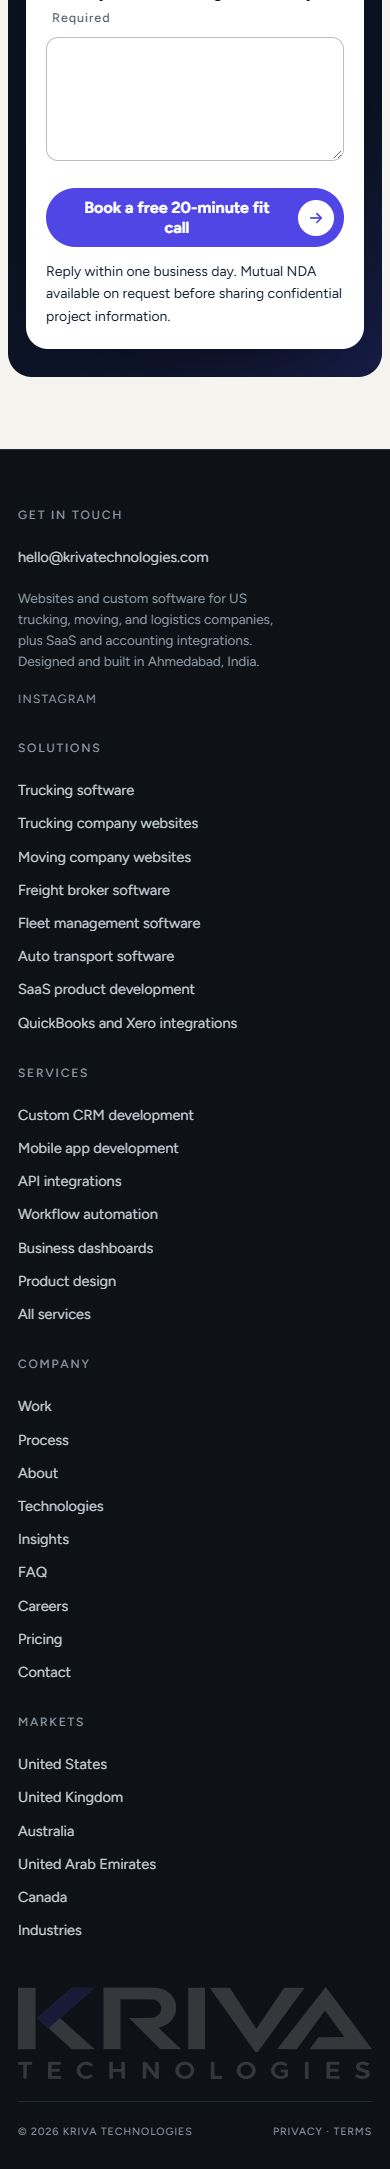 Required
Book a free 20-minute fit
call
Reply within one business day. Mutual NDA
available on request before sharing confidential
project information.
GET IN TOUCH
hello@krivatechnologies.com
Websites and custom software for US
trucking, moving, and logistics companies,
plus SaaS and accounting integrations.
Designed and built in Ahmedabad, India.
INSTAGRAM
SOLUTIONS
Trucking software
Trucking company websites
Moving company websites
Freight broker software
Fleet management software
Auto transport software
SaaS product development
QuickBooks and Xero integrations
SERVICES
Custom CRM development
Mobile app development
API integrations
Workflow automation
Business dashboards
Product design
All services
COMPANY
Work
Process
About
Technologies
Insights
FAQ
Careers
Pricing
Contact
MARKETS
United States
United Kingdom
Australia
United Arab Emirates
Canada
Industries
KRIVA
TECHNOLOGIES
© 2026 KRIVA TECHNOLOGIES
PRIVACY · TERMS